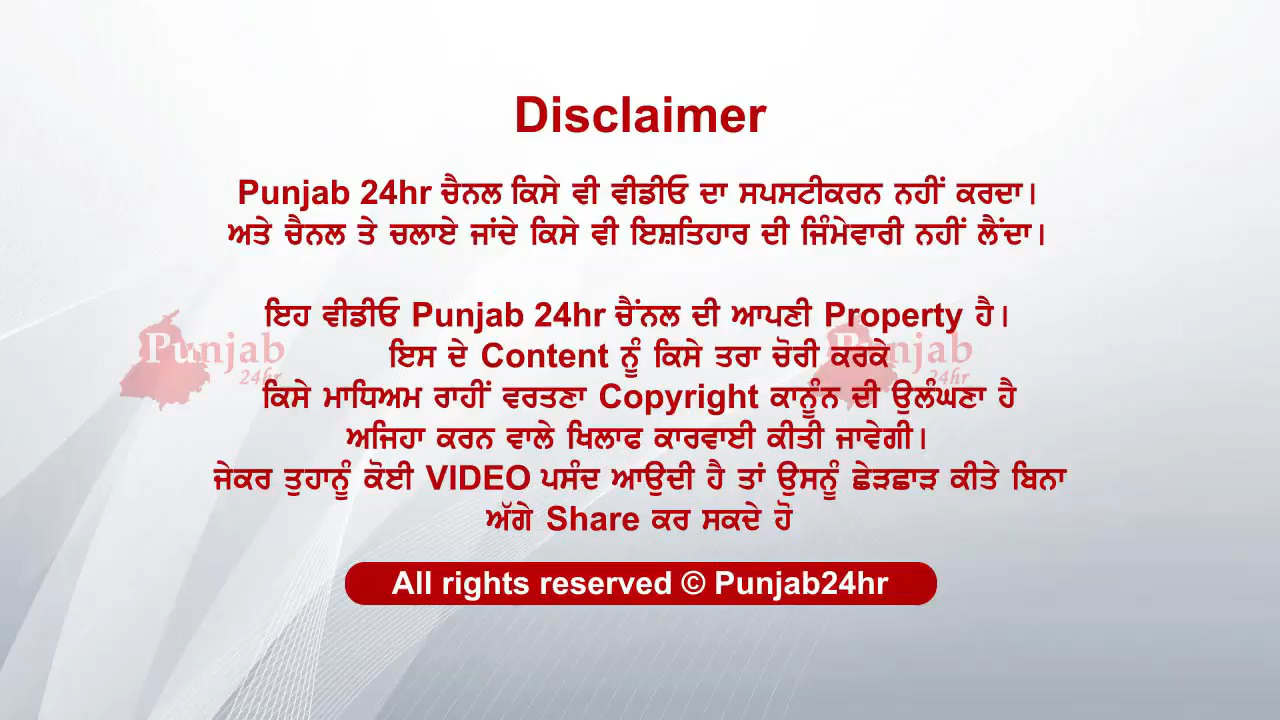 Disclaimer
Punjab 24hr ਚੈਨਲ ਕਿਸੇ ਵੀ ਵੀਡੀਓ ਦਾ ਸਪਸਟੀਕਰਨ ਨਹੀਂ ਕਰਦਾ।
ਅਤੇ ਚੈਨਲ ਤੇ ਚਲਾਏ ਜਾਂਦੇ ਕਿਸੇ ਵੀ ਇਸ਼ਤਿਹਾਰ ਦੀ ਜਿੰਮੇਵਾਰੀ ਨਹੀਂ ਲੈਂਦਾ।
ਇਹ ਵੀਡੀਓ Punjab 24hr ਚੈਂਨਲ ਦੀ ਆਪਣੀ Property ਹੈ।
ਇਸ ਦੇ Content ਨੂੰ ਕਿਸੇ ਤਰਾ ਚੋਰੀ ਕਰਕੇ
ਕਿਸੇ ਮਾਧਿਅਮ ਰਾਹੀਂ ਵਰਤਣਾ Copyright ਕਾਨੂੰਨ ਦੀ ਉਲੰਘਣਾ ਹੈ
ਅਜਿਹਾ ਕਰਨ ਵਾਲੇ ਖਿਲਾਫ ਕਾਰਵਾਈ ਕੀਤੀ ਜਾਵੇਗੀ।
ਜੇਕਰ ਤੁਹਾਨੂੰ ਕੋਈ VIDEO ਪਸੰਦ ਆਉਦੀ ਹੈ ਤਾਂ ਉਸਨੂੰ ਛੇੜਛਾੜ ਕੀਤੇ ਬਿਨਾ
ਅੱਗੇ Share ਕਰ ਸਕਦੇ ਹੋ
All rights reserved © Punjab24hr
Punjab
24hr
Punjab
24hr